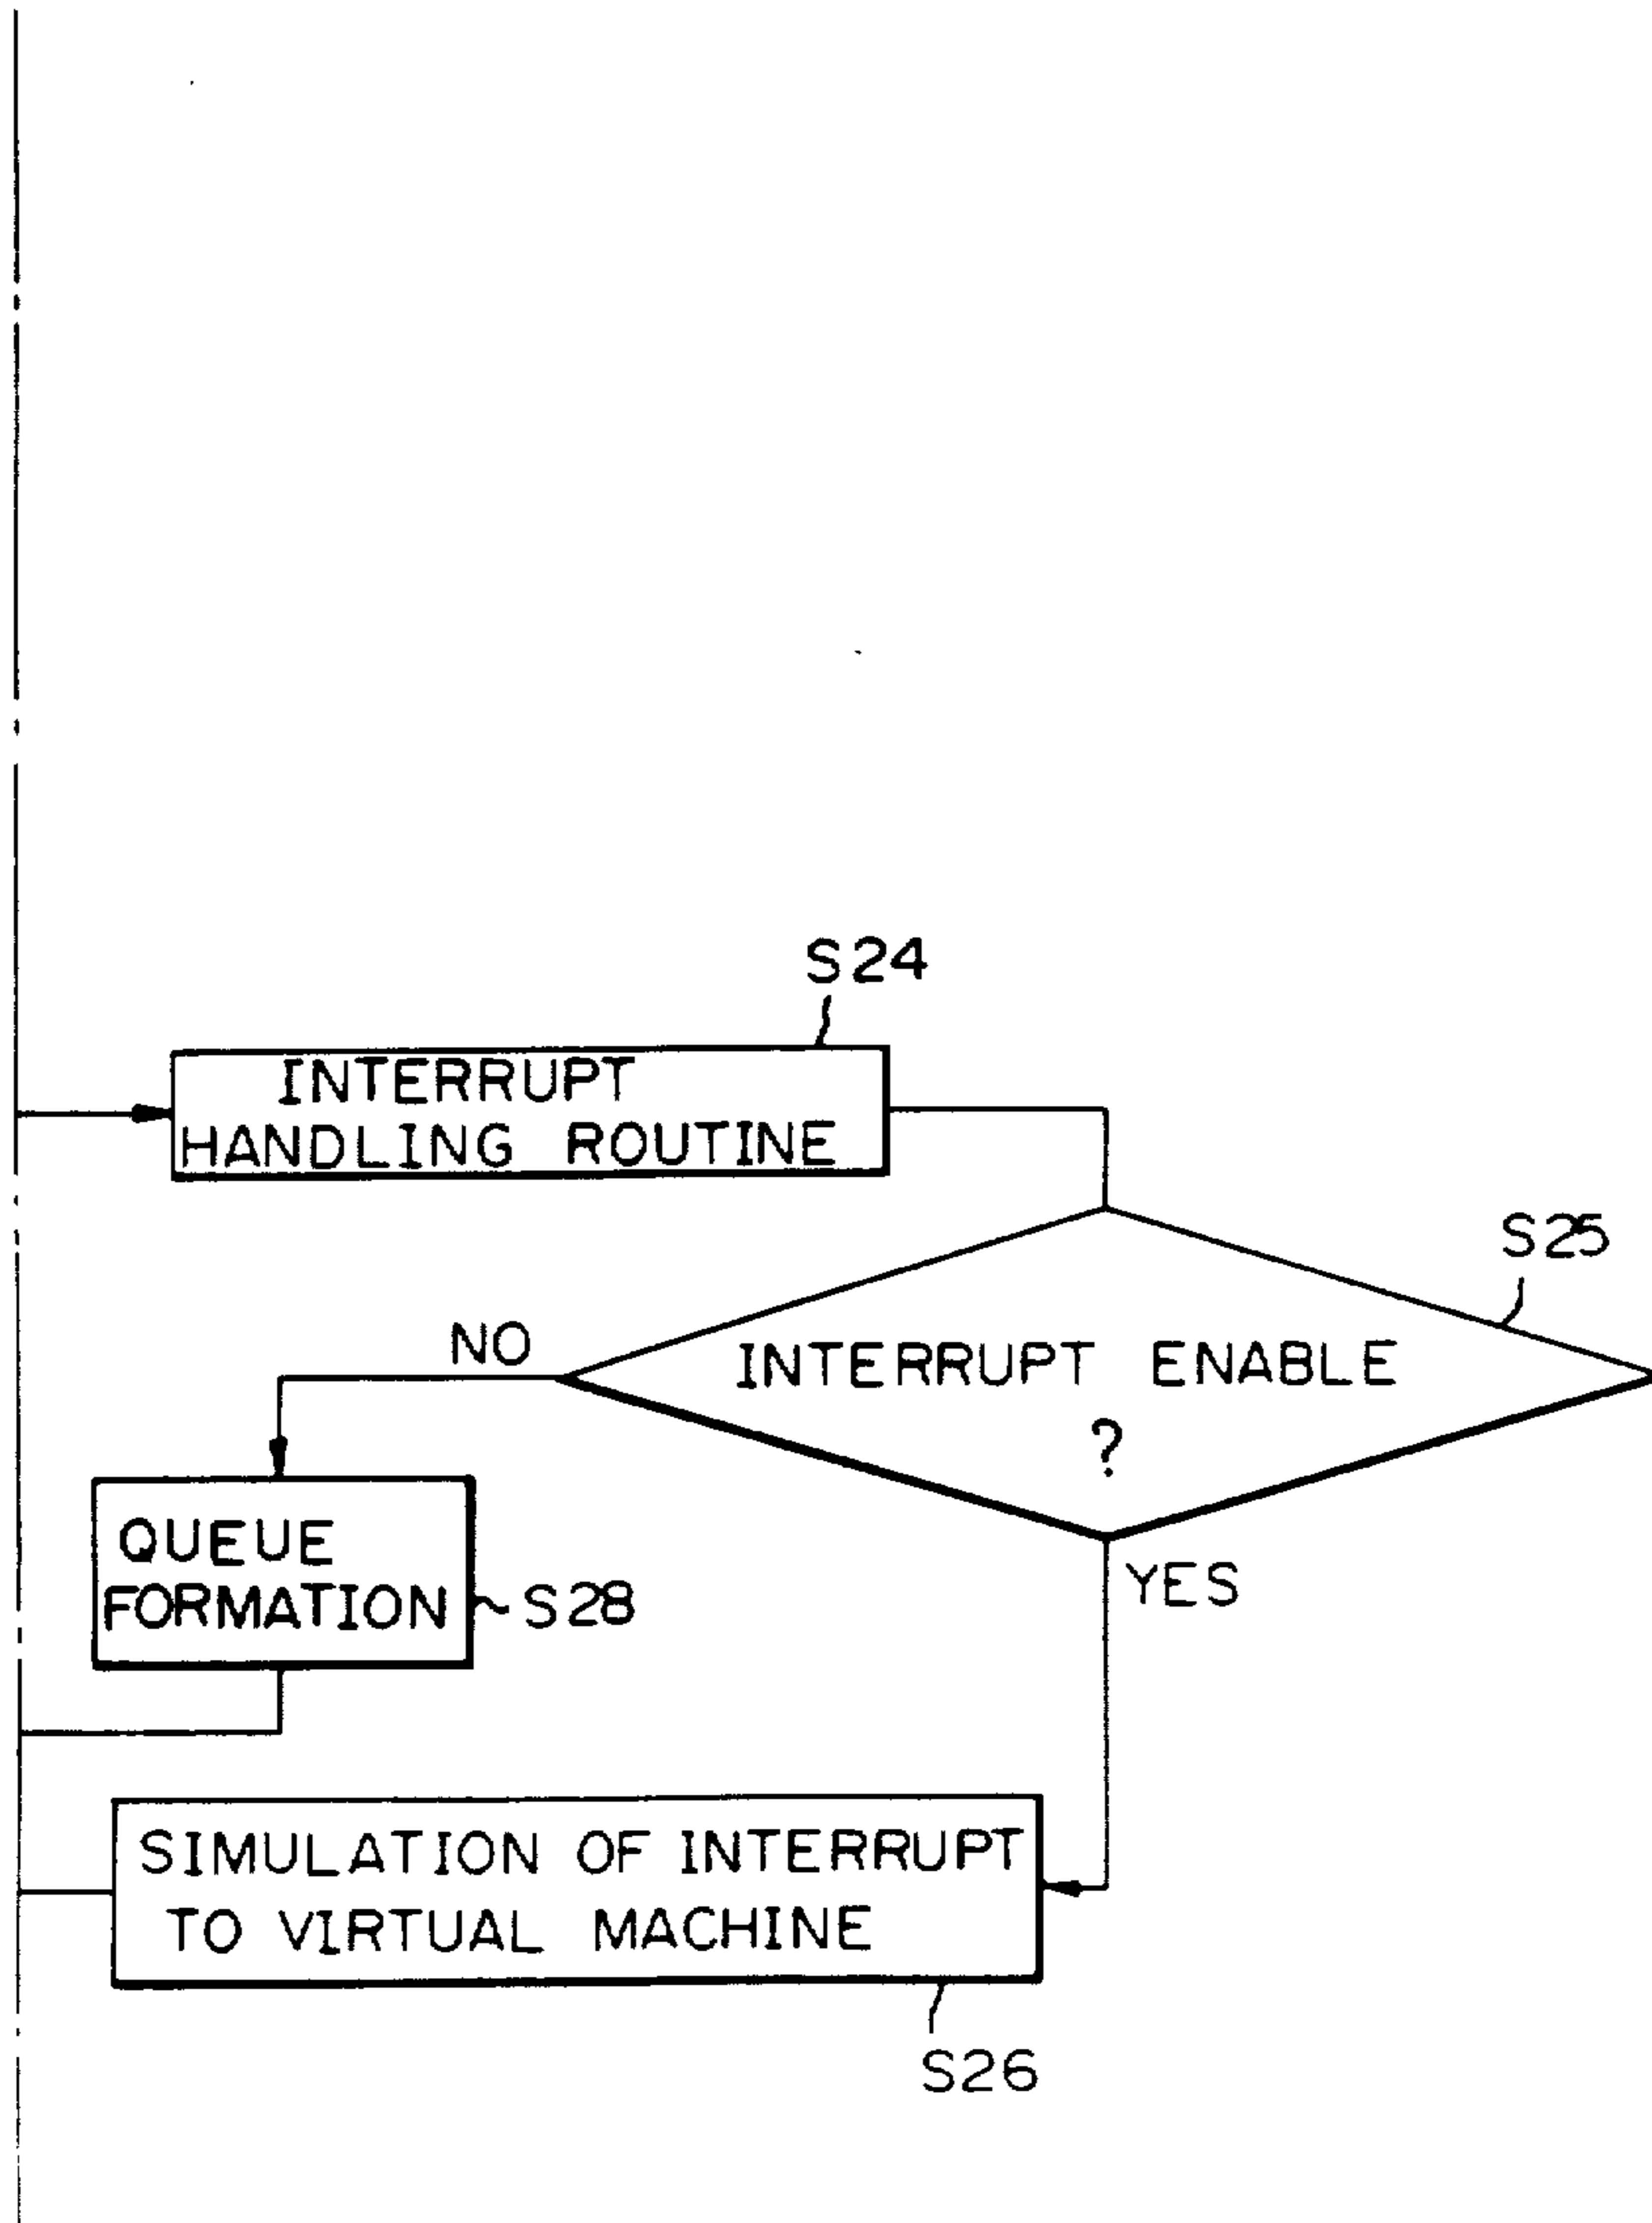 S24
INTERRUPT
HANDLING ROUTINE
S25
NO
INTERRUPT ENABLE
?
QUEUE
FORMATION
S28
YES
SIMULATION OF INTERRUPT
TO VIRTUAL MACHINE
S26